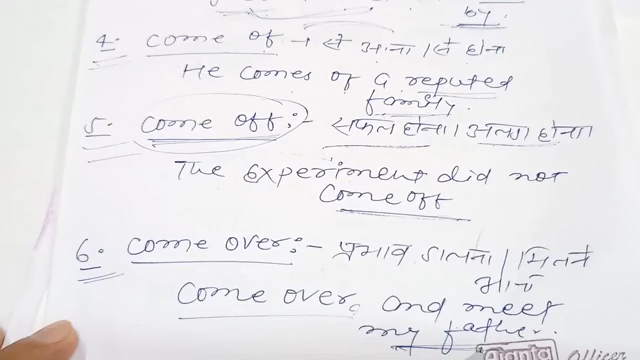 by.
4. come of → से आना । से होना
He comes of a reputed
family.
5. come off :- सफल होना । अलग होना
The experiment did not
come off
6. come over :- प्रभाव डालना । मिलने
आना
come over, and meet
my father.
Officer